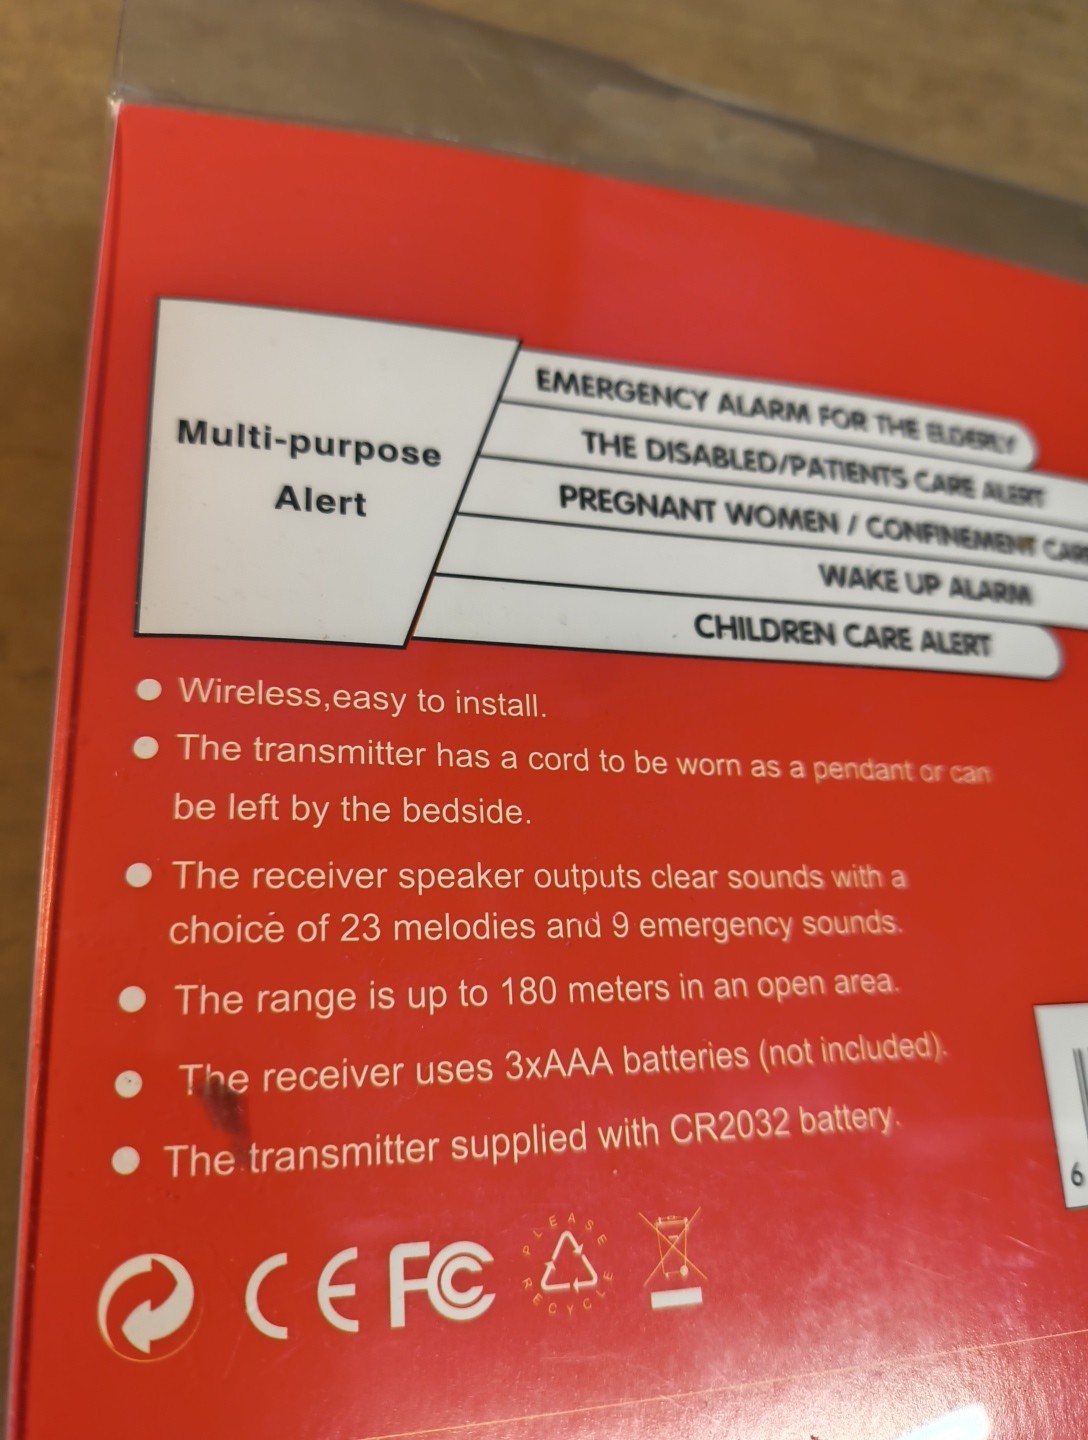 Multi-purpose
Alert
EMERGENCY ALARM FOR THE ELDERLY
THE DISABLED/PATIENTS CARE ALERT
PREGNANT WOMEN / CONFINEMENT CARE
WAKE UP ALARM
CHILDREN CARE ALERT
Wireless,easy to install.
The transmitter has a cord to be worn as a pendant or can
be left by the bedside.
The receiver speaker outputs clear sounds with a
choice of 23 melodies and 9 emergency sounds.
The range is up to 180 meters in an open area.
The receiver uses 3xAAA batteries (not included).
The transmitter supplied with CR2032 battery.
CE FC PLEASE RECYCLE
6